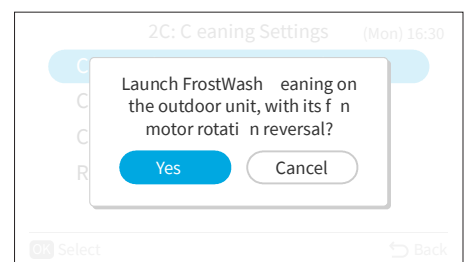 2C: C eaning Settings (Mon) 16:30
C
C
C
R
Launch FrostWash eaning on
the outdoor unit, with its f n
motor rotati n reversal?
Yes Cancel
OK Select Back